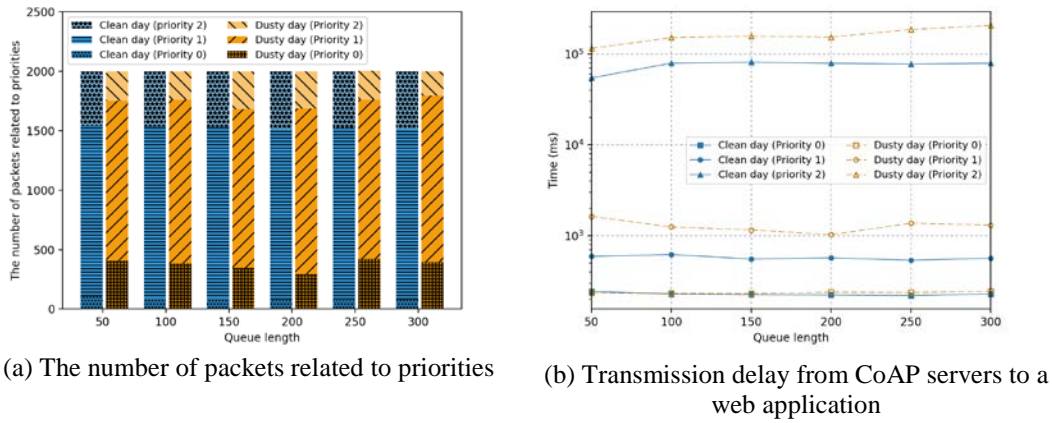 2500
2000
1500
1000
500
0
The number of packets related to priorities
Clean day (priority 2)
Clean day (Priority 1)
Clean day (Priority 0)
Dusty day (Priority 2)
Dusty day (Priority 1)
Dusty day (Priority 0)
50 100 150 200 250 300
Queue length
(a) The number of packets related to priorities
10^5
10^4
10^3
Time (ms)
Clean day (Priority 0)
Clean day (Priority 1)
Clean day (priority 2)
Dusty day (Priority 0)
Dusty day (Priority 1)
Dusty day (Priority 2)
50 100 150 200 250 300
Queue length
(b) Transmission delay from CoAP servers to a
web application